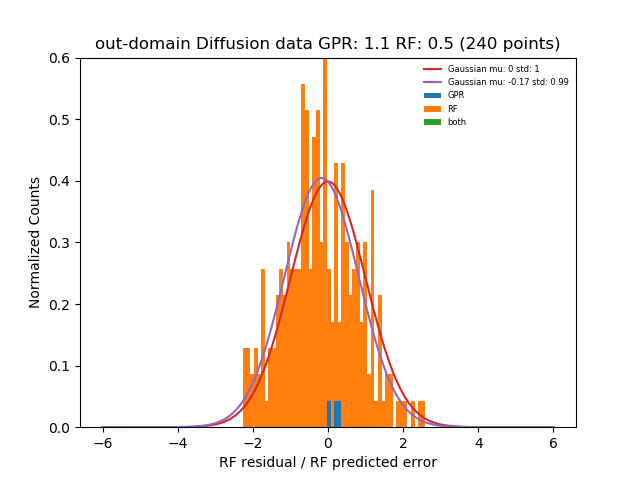 out-domain Diffusion data GPR: 1.1 RF: 0.5 (240 points)
Gaussian mu: 0 std: 1
Gaussian mu: -0.17 std: 0.99
GPR
RF
both
Normalized Counts
0.6
0.5
0.4
0.3
0.2
0.1
0.0
−6 −4 −2 0 2 4 6
RF residual / RF predicted error